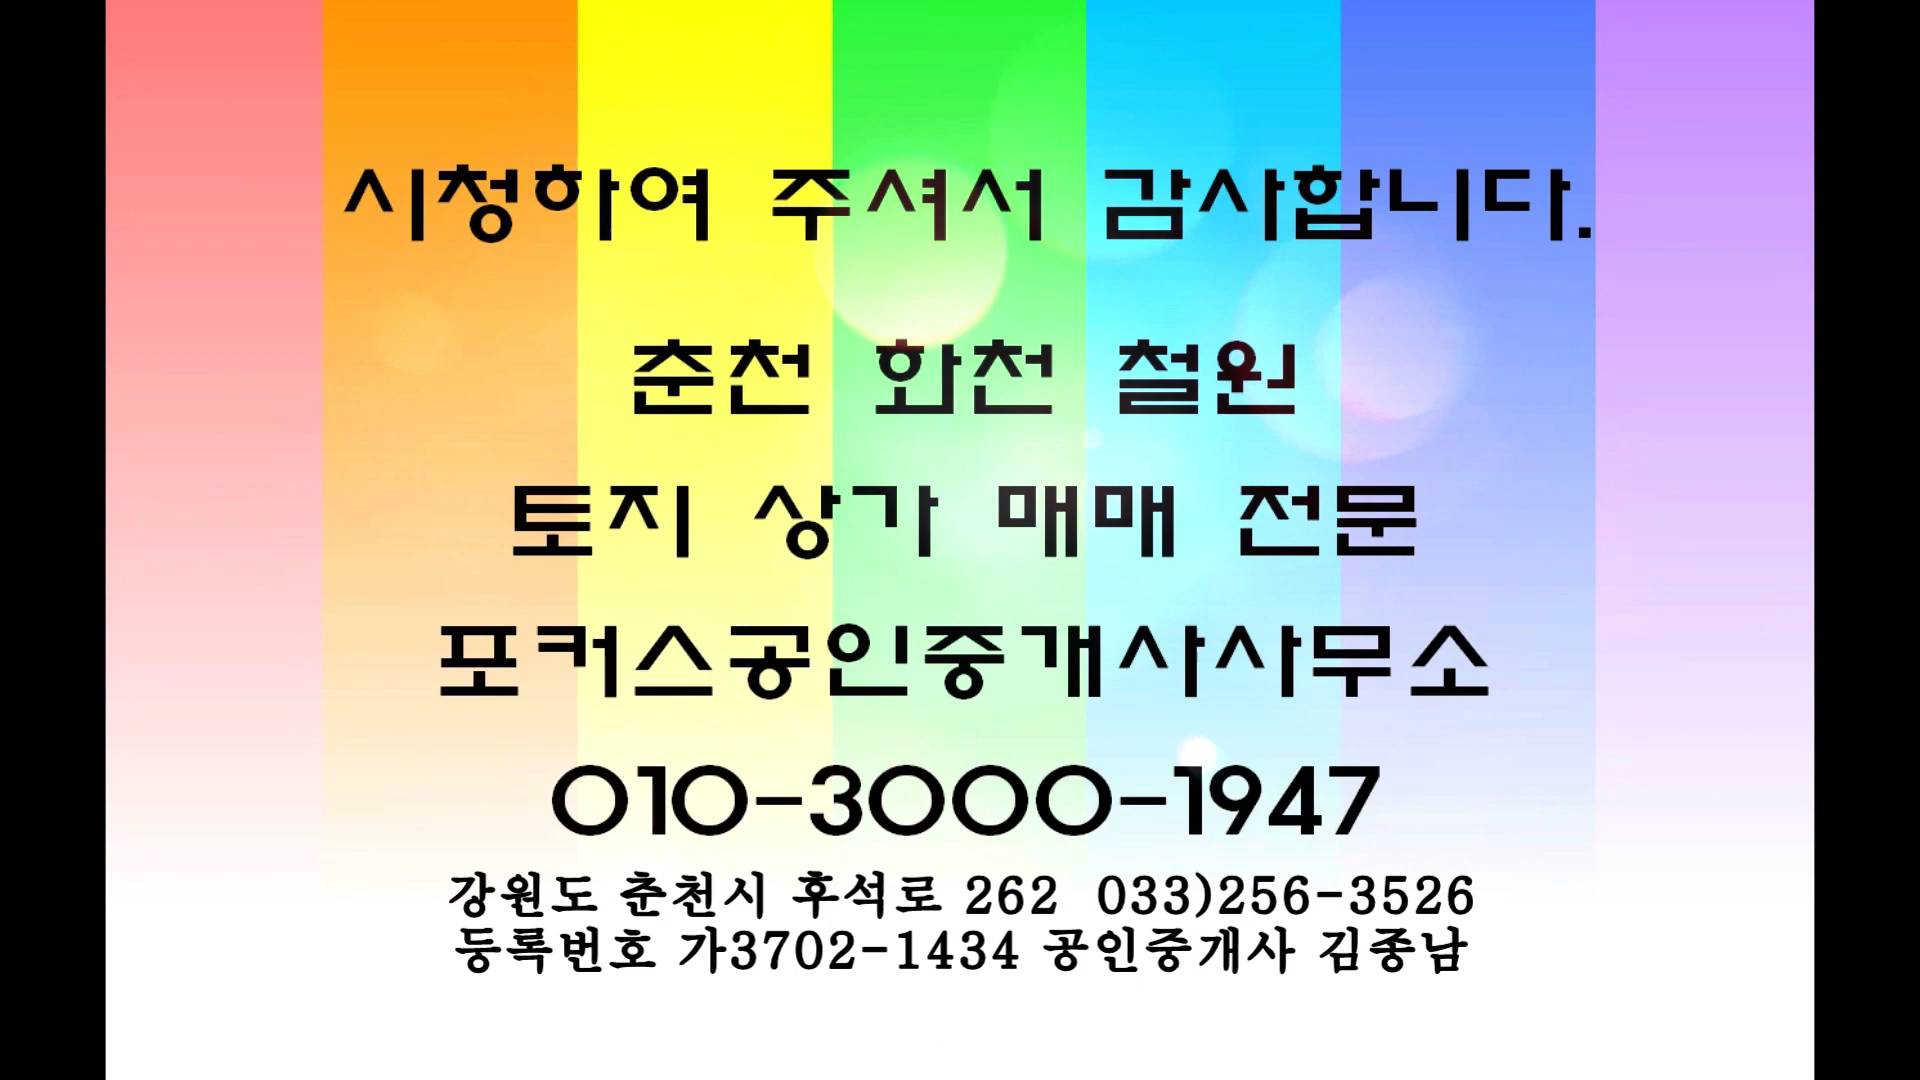 시청하여 주셔서 감사합니다.
춘천 화천 철원
토지 상가 매매 전문
포커스공인중개사사무소
010-3000-1947
강원도 춘천시 후석로 262 033)256-3526
등록번호 가3702-1434 공인중개사 김종남